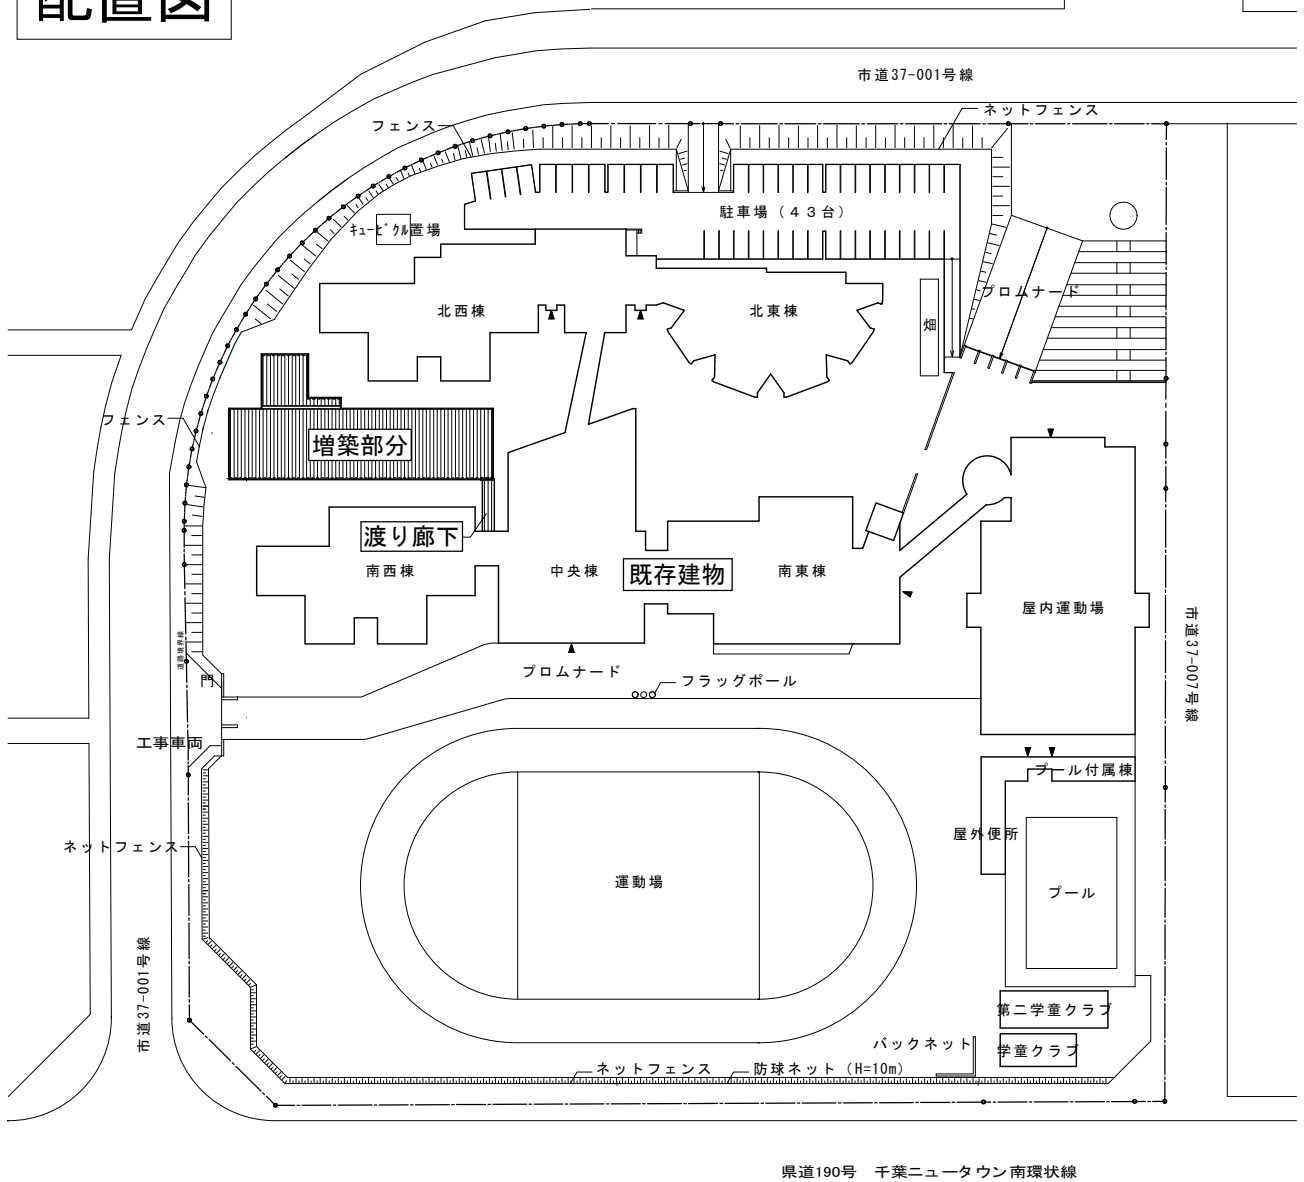 配置図
市道37-001号線
ネットフェンス
フェンス
駐車場（４３台）
ｷｭｰﾋﾞｸﾙ置場
プロムナード
北西棟
北東棟
畑
フェンス
増築部分
渡り廊下
南西棟
中央棟
既存建物
南東棟
屋内運動場
市道37-007号線
道路境界線
プロムナード
フラッグポール
門
工事車両
プール付属棟
屋外便所
ネットフェンス
運動場
プール
市道37-001号線
第二学童クラブ
バックネット
学童クラブ
ネットフェンス
防球ネット（H=10m）
県道190号　千葉ニュータウン南環状線